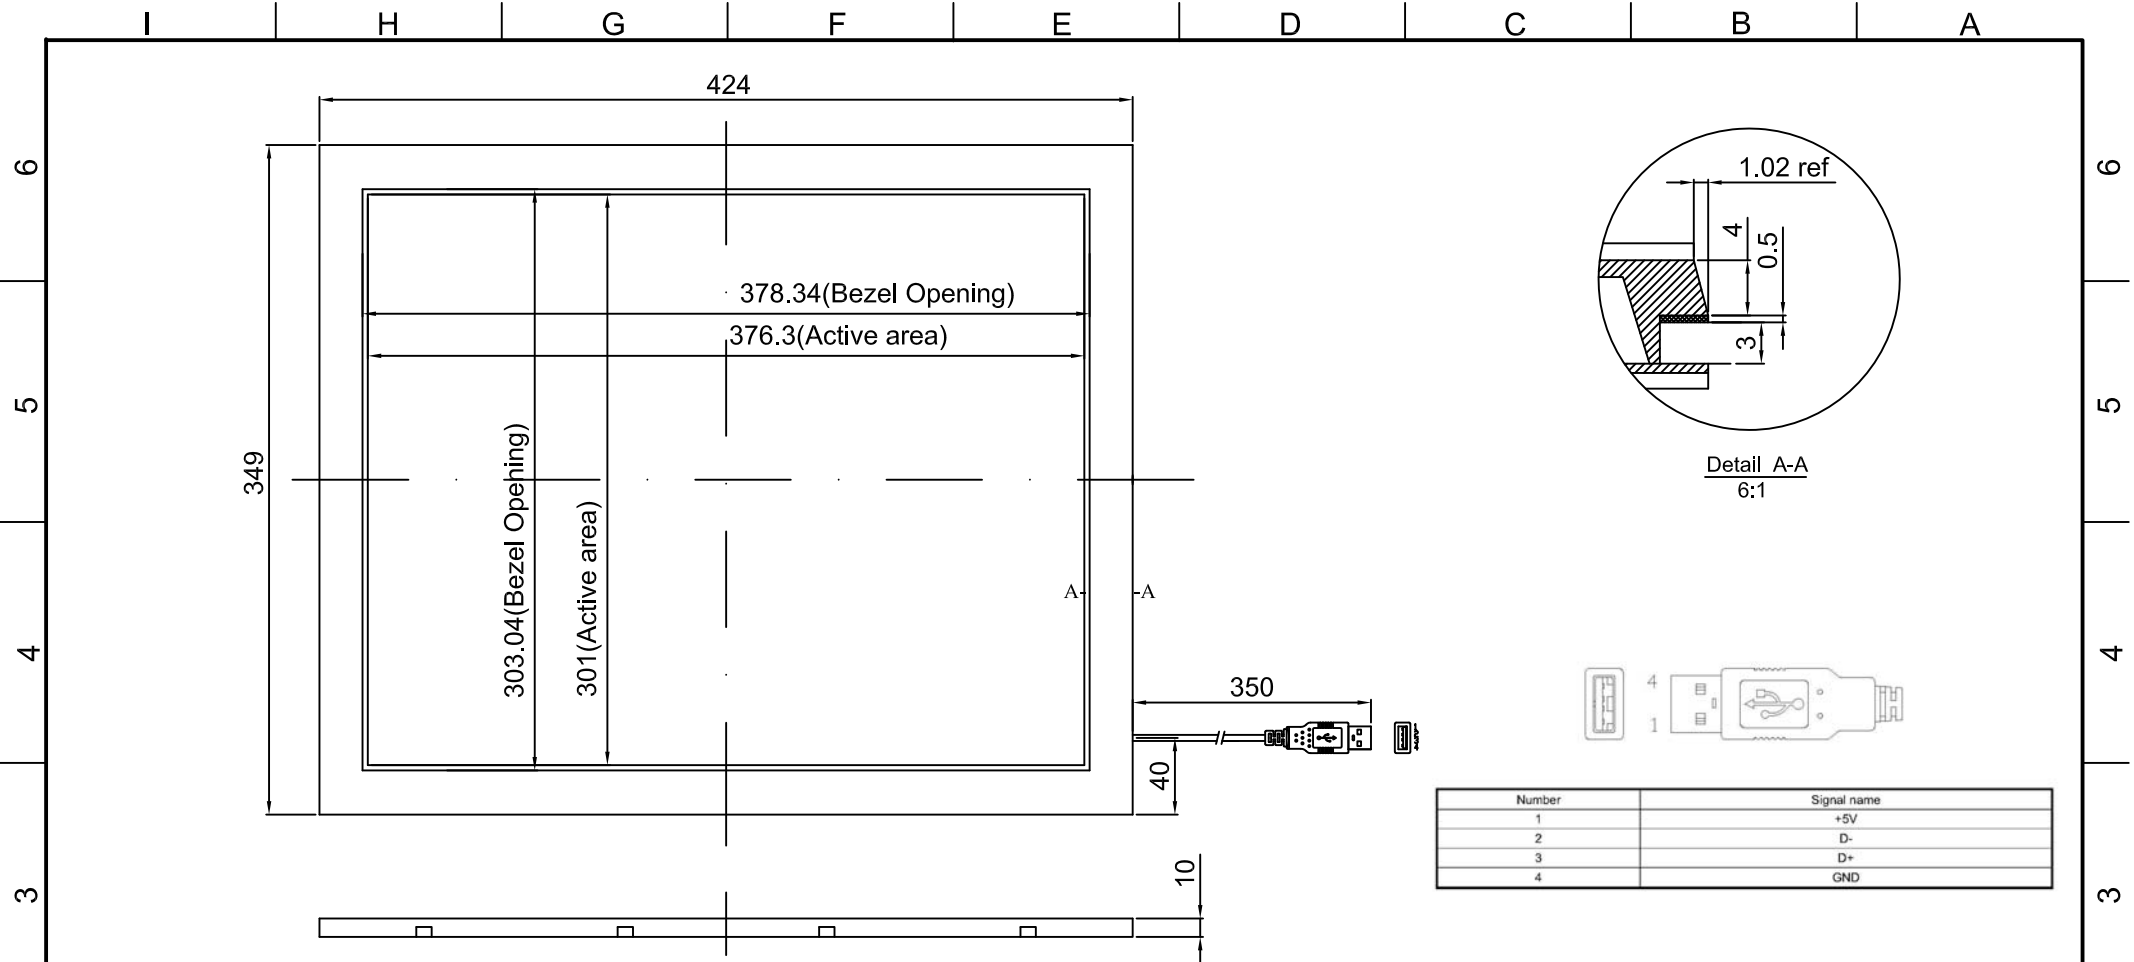 I H G F E D C B A
424
6 6
1.02 ref
4
0.5
378.34(Bezel Opening)
376.3(Active area)
3
5 5
349
303.04(Bezel Opening)
301(Active area)
Detail A-A
6:1
A- -A
4 4
350
4
1
40
Number Signal name
1 +5V
2 D-
3 D+
4 GND
10
3 3